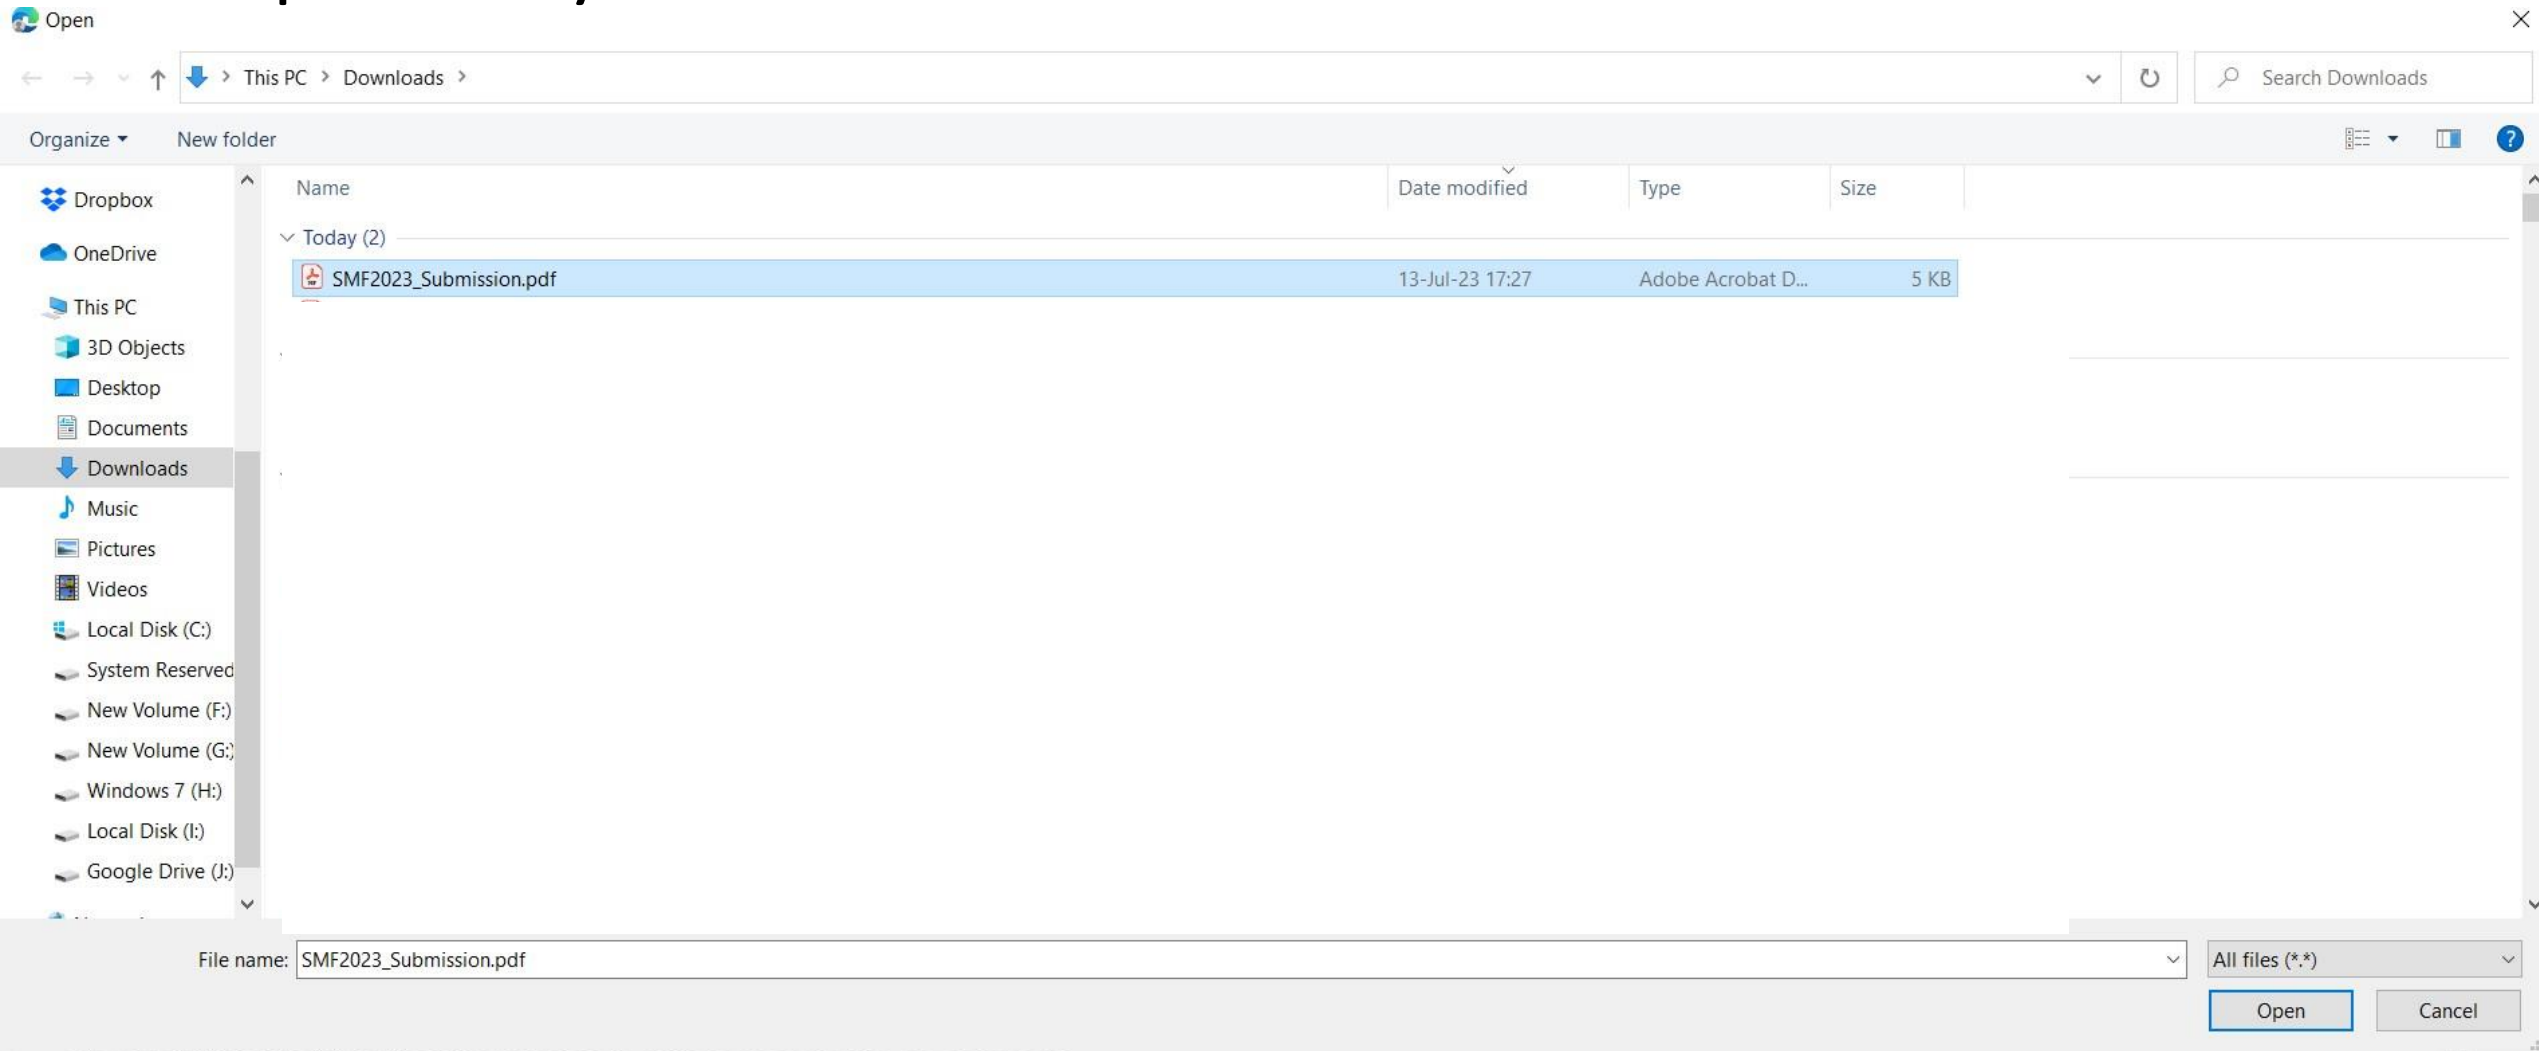 Open
This PC > Downloads >
Search Downloads
Organize
New folder
Name
Date modified
Type
Size
Today (2)
SMF2023_Submission.pdf
13-Jul-23 17:27
Adobe Acrobat D...
5 KB
Dropbox
OneDrive
This PC
3D Objects
Desktop
Documents
Downloads
Music
Pictures
Videos
Local Disk (C:)
System Reserved
New Volume (F:)
New Volume (G:)
Windows 7 (H:)
Local Disk (I:)
Google Drive (J:)
File name: SMF2023_Submission.pdf
All files (*.*)
Open
Cancel